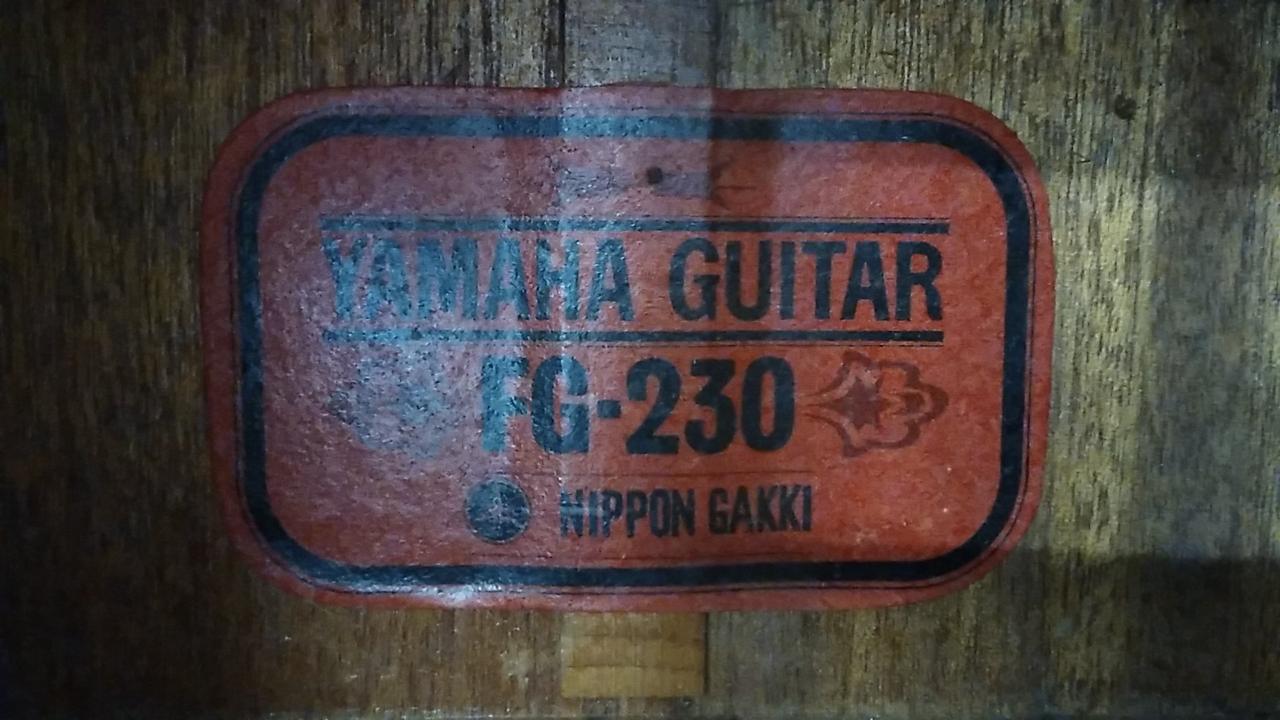 YAMAHA GUITAR
FG-230
NIPPON GAKKI